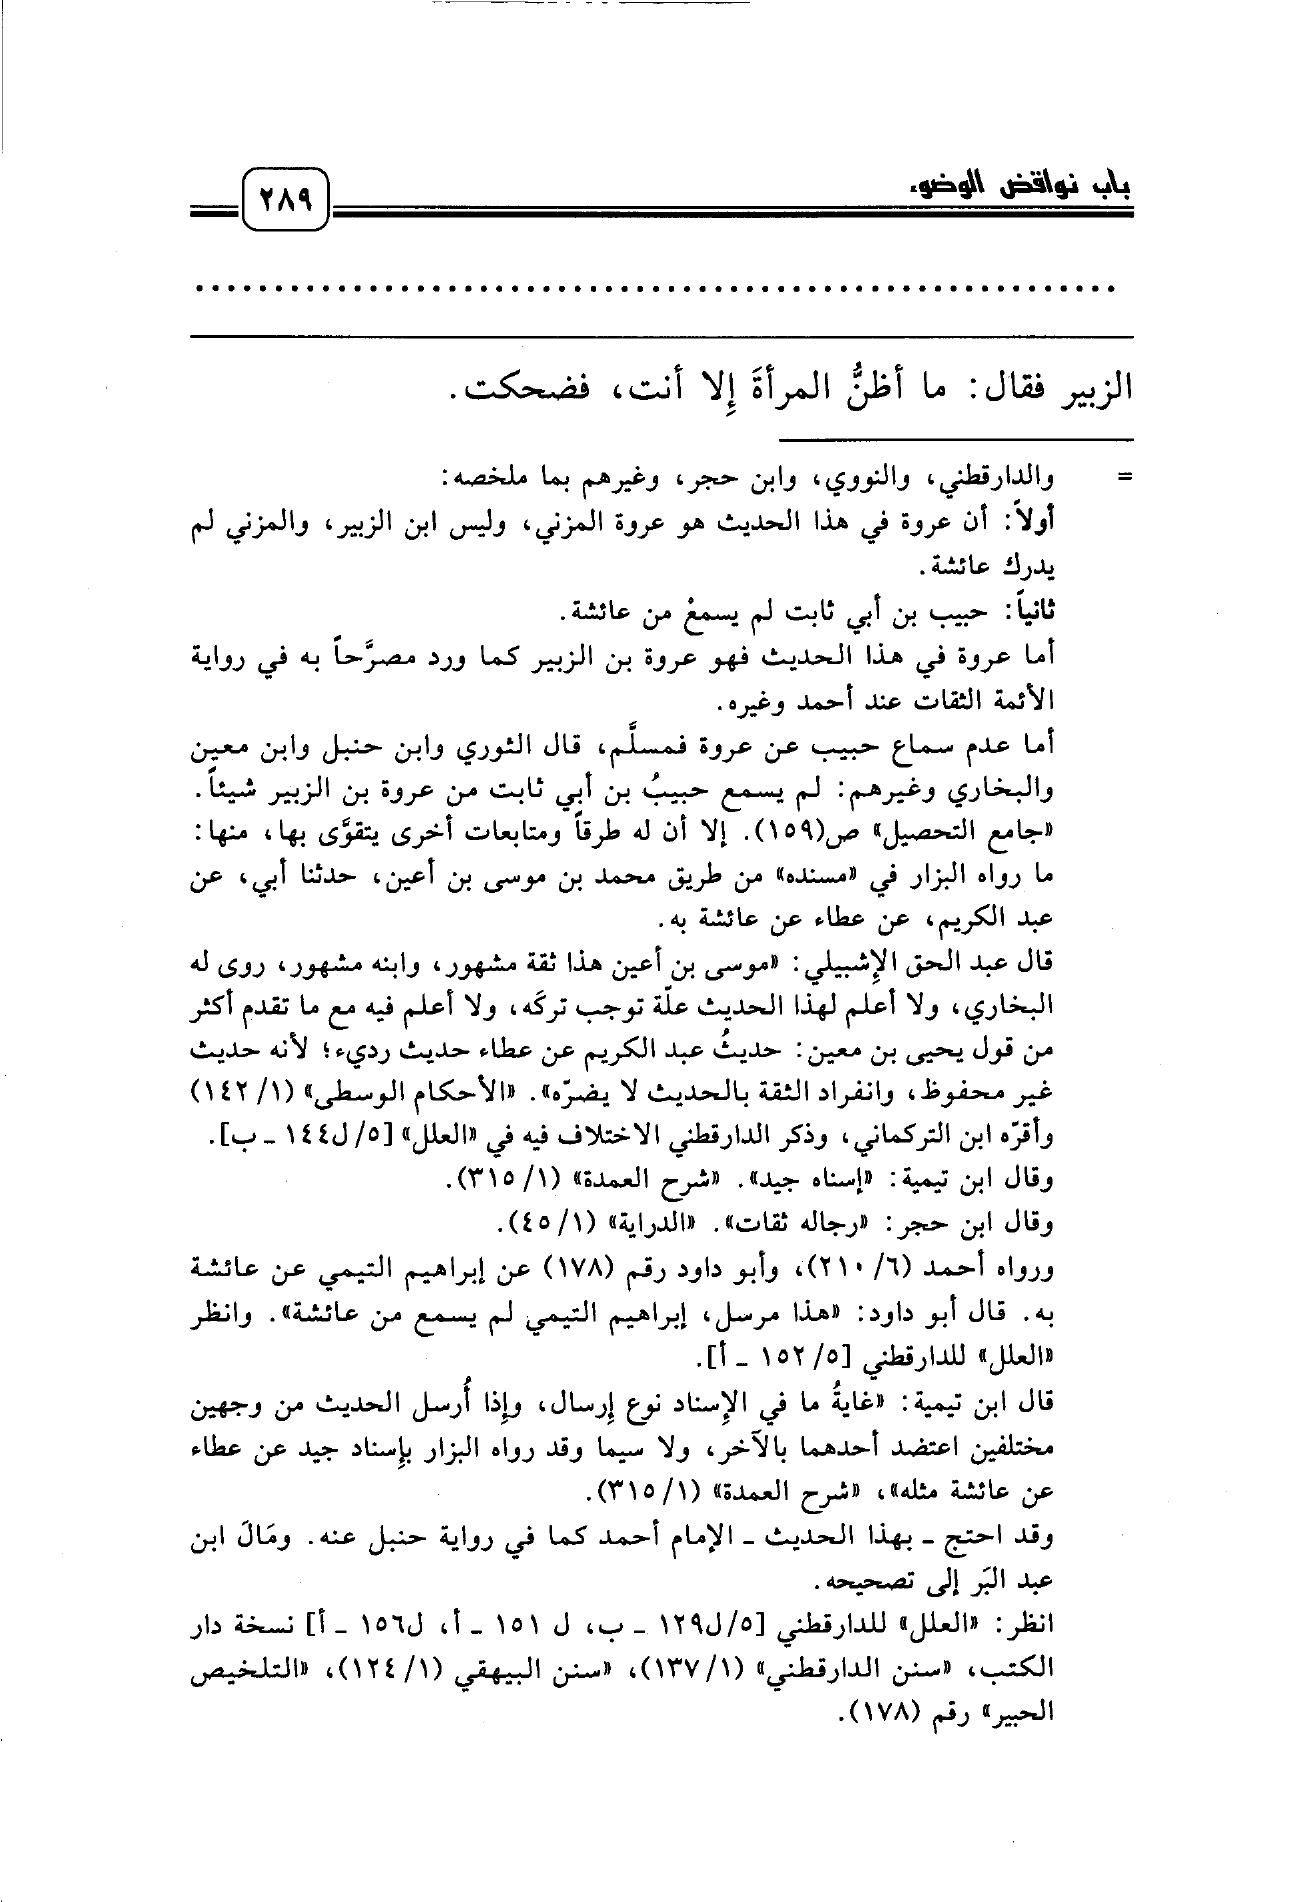 باب نواقض الوضوء
٢٨٩
الزبير فقال: ما أظنُّ المرأةَ إِلا أنت، فضحكت.
= والدارقطني، والنووي، وابن حجر، وغيرهم بما ملخصه:
أولاً: أن عروة في هذا الحديث هو عروة المزني، وليس ابن الزبير، والمزني لم
يدرك عائشة.
ثانياً: حبيب بن أبي ثابت لم يسمعْ من عائشة.
أما عروة في هذا الحديث فهو عروة بن الزبير كما ورد مصرَّحاً به في رواية
الأئمة الثقات عند أحمد وغيره.
أما عدم سماع حبيب عن عروة فمسلَّم، قال الثوري وابن حنبل وابن معين
والبخاري وغيرهم: لم يسمع حبيبُ بن أبي ثابت من عروة بن الزبير شيئاً.
«جامع التحصيل» ص(١٥٩). إلا أن له طرقاً ومتابعات أخرى يتقوَّى بها، منها:
ما رواه البزار في «مسنده» من طريق محمد بن موسى بن أعين، حدثنا أبي، عن
عبد الكريم، عن عطاء عن عائشة به.
قال عبد الحق الإِشبيلي: «موسى بن أعين هذا ثقة مشهور، وابنه مشهور، روى له
البخاري، ولا أعلم لهذا الحديث علّة توجب تركَه، ولا أعلم فيه مع ما تقدم أكثر
من قول يحيى بن معين: حديثُ عبد الكريم عن عطاء حديث رديء؛ لأنه حديث
غير محفوظ، وانفراد الثقة بالحديث لا يضرّه». «الأحكام الوسطى» (١/ ١٤٢)
وأقرّه ابن التركماني، وذكر الدارقطني الاختلاف فيه في «العلل» [٥/ ل١٤٤ ـ ب].
وقال ابن تيمية: «إسناه جيد». «شرح العمدة» (١/ ٣١٥).
وقال ابن حجر: «رجاله ثقات». «الدراية» (١/ ٤٥).
ورواه أحمد (٦/ ٢١٠)، وأبو داود رقم (١٧٨) عن إبراهيم التيمي عن عائشة
به. قال أبو داود: «هذا مرسل، إبراهيم التيمي لم يسمع من عائشة». وانظر
«العلل» للدارقطني [٥/ ١٥٢ ـ أ].
قال ابن تيمية: «غايةُ ما في الإِسناد نوع إِرسال، وإِذا أُرسل الحديث من وجهين
مختلفين اعتضد أحدهما بالآخر، ولا سيما وقد رواه البزار بإِسناد جيد عن عطاء
عن عائشة مثله»، «شرح العمدة» (١/ ٣١٥).
وقد احتج ـ بهذا الحديث ـ الإمام أحمد كما في رواية حنبل عنه. ومَالَ ابن
عبد البَر إلى تصحيحه.
انظر: «العلل» للدارقطني [٥/ ل١٢٩ ـ ب، ل ١٥١ ـ أ، ل١٥٦ ـ أ] نسخة دار
الكتب، «سنن الدارقطني» (١/ ١٣٧)، «سنن البيهقي (١/ ١٢٤)، «التلخيص
الحبير» رقم (١٧٨).